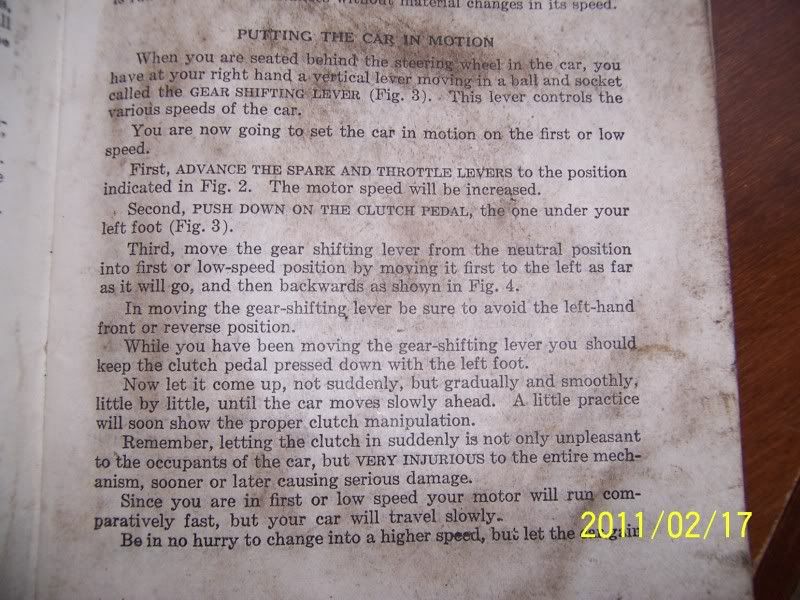 without material changes in its speed.
PUTTING THE CAR IN MOTION
When you are seated behind the steering wheel in the car, you
have at your right hand a vertical lever moving in a ball and socket
called the GEAR SHIFTING LEVER (Fig. 3). This lever controls the
various speeds of the car.
You are now going to set the car in motion on the first or low
speed.
First, ADVANCE THE SPARK AND THROTTLE LEVERS to the position
indicated in Fig. 2. The motor speed will be increased.
Second, PUSH DOWN ON THE CLUTCH PEDAL, the one under your
left foot (Fig. 3).
Third, move the gear shifting lever from the neutral position
into first or low-speed position by moving it first to the left as far
as it will go, and then backwards as shown in Fig. 4.
In moving the gear-shifting lever be sure to avoid the left-hand
front or reverse position.
While you have been moving the gear-shifting lever you should
keep the clutch pedal pressed down with the left foot.
Now let it come up, not suddenly, but gradually and smoothly,
little by little, until the car moves slowly ahead. A little practice
will soon show the proper clutch manipulation.
Remember, letting the clutch in suddenly is not only unpleasant
to the occupants of the car, but VERY INJURIOUS to the entire mech-
anism, sooner or later causing serious damage.
Since you are in first or low speed your motor will run com-
paratively fast, but your car will travel slowly.
Be in no hurry to change into a higher speed, but let the car gain
2011/02/17